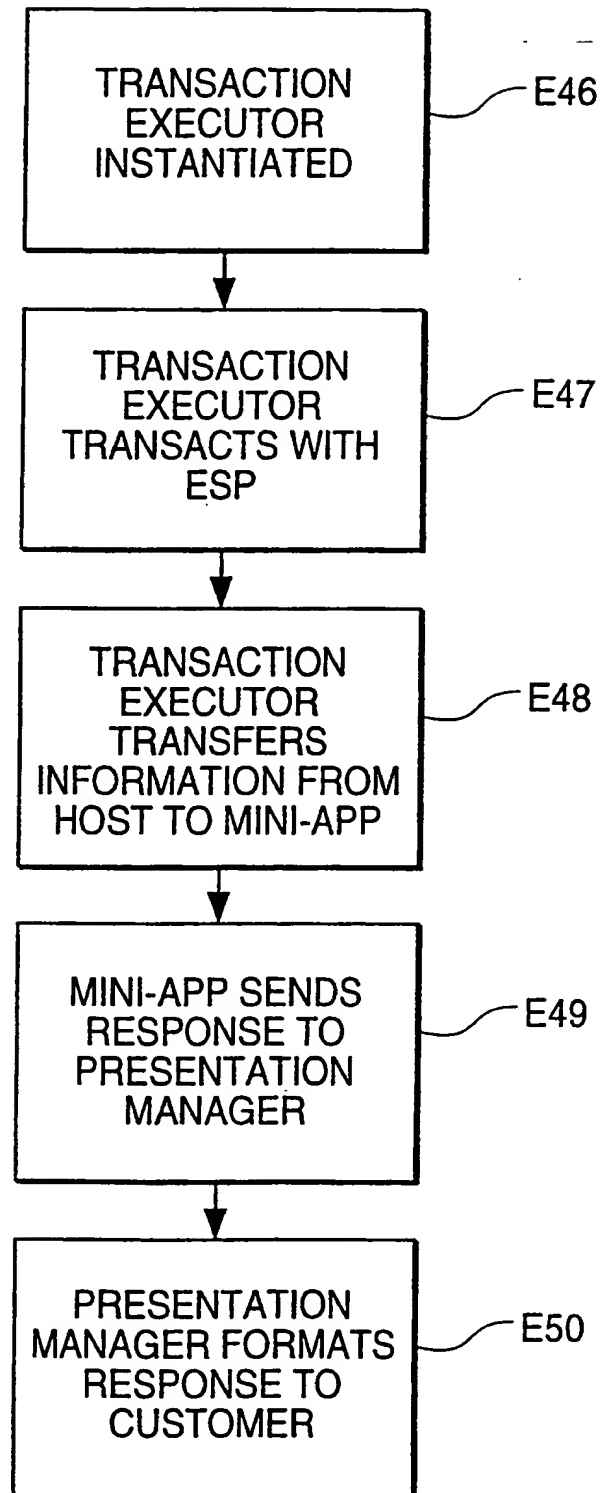 TRANSACTION
EXECUTOR
INSTANTIATED
E46
TRANSACTION
EXECUTOR
TRANSACTS WITH
ESP
E47
TRANSACTION
EXECUTOR
TRANSFERS
INFORMATION FROM
HOST TO MINI-APP
E48
MINI-APP SENDS
RESPONSE TO
PRESENTATION
MANAGER
E49
PRESENTATION
MANAGER FORMATS
RESPONSE TO
CUSTOMER
E50